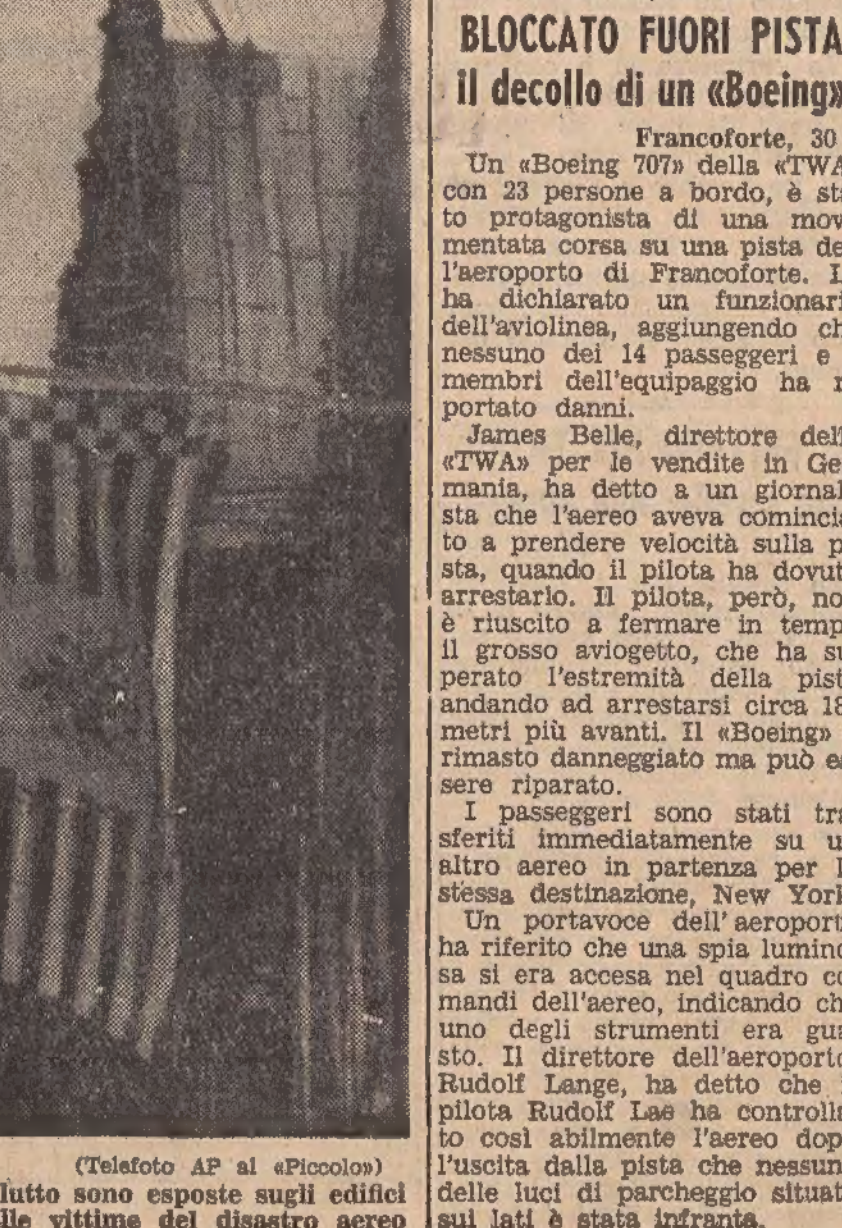 BLOCCATO FUORI PISTA
il decollo di un «Boeing»
Francoforte, 30
Un «Boeing 707» della «TWA
con 23 persone a bordo, è sta
to protagonista di una mov
mentata corsa su una pista de
l'aeroporto di Francoforte. L
ha dichiarato un funzionari
dell'aviolinea, aggiungendo ch
nessuno dei 14 passeggeri e
membri dell'equipaggio ha r
portato danni.
James Belle, direttore dell
«TWA» per le vendite in Ge
mania, ha detto a un giornal
sta che l'aereo aveva comincia
to a prendere velocità sulla p
sta, quando il pilota ha dovut
arrestarlo. Il pilota, però, no
è riuscito a fermare in temp
il grosso aviogetto, che ha su
perato l'estremità della pist
andando ad arrestarsi circa 18
metri più avanti. Il «Boeing»
rimasto danneggiato ma può es
sere riparato.
I passeggeri sono stati tra
sferiti immediatamente su u
altro aereo in partenza per l
stessa destinazione, New York
Un portavoce dell'aeroport
ha riferito che una spia lumino
sa si era accesa nel quadro co
mandi dell'aereo, indicando ch
uno degli strumenti era gua
sto. Il direttore dell'aeroporto
Rudolf Lange, ha detto che i
pilota Rudolf Lae ha controlla
to così abilmente l'aereo dop
l'uscita dalla pista che nessun
delle luci di parcheggio situat
sui lati è stata infranta.
(Telefoto AP al «Piccolo»)
lutto sono esposte sugli edifici
lle vittime del disastro aereo